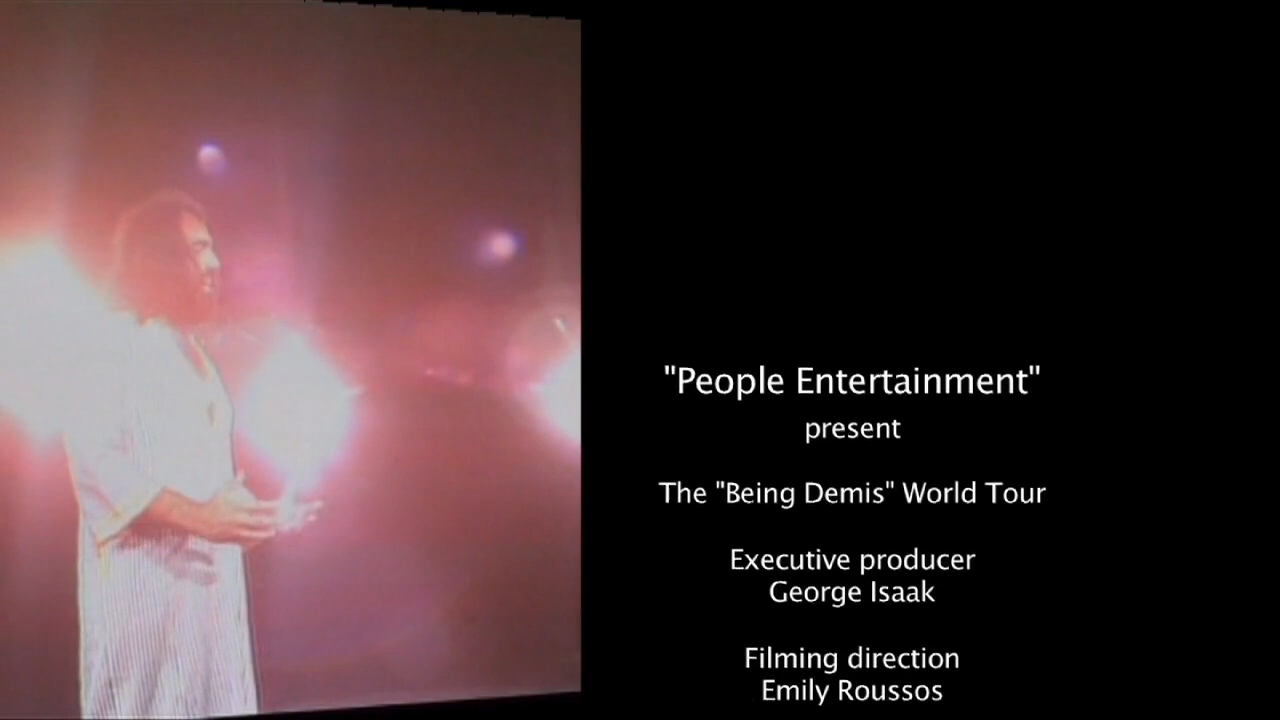 "People Entertainment"
present
The "Being Demis" World Tour
Executive producer
George Isaak
Filming direction
Emily Roussos